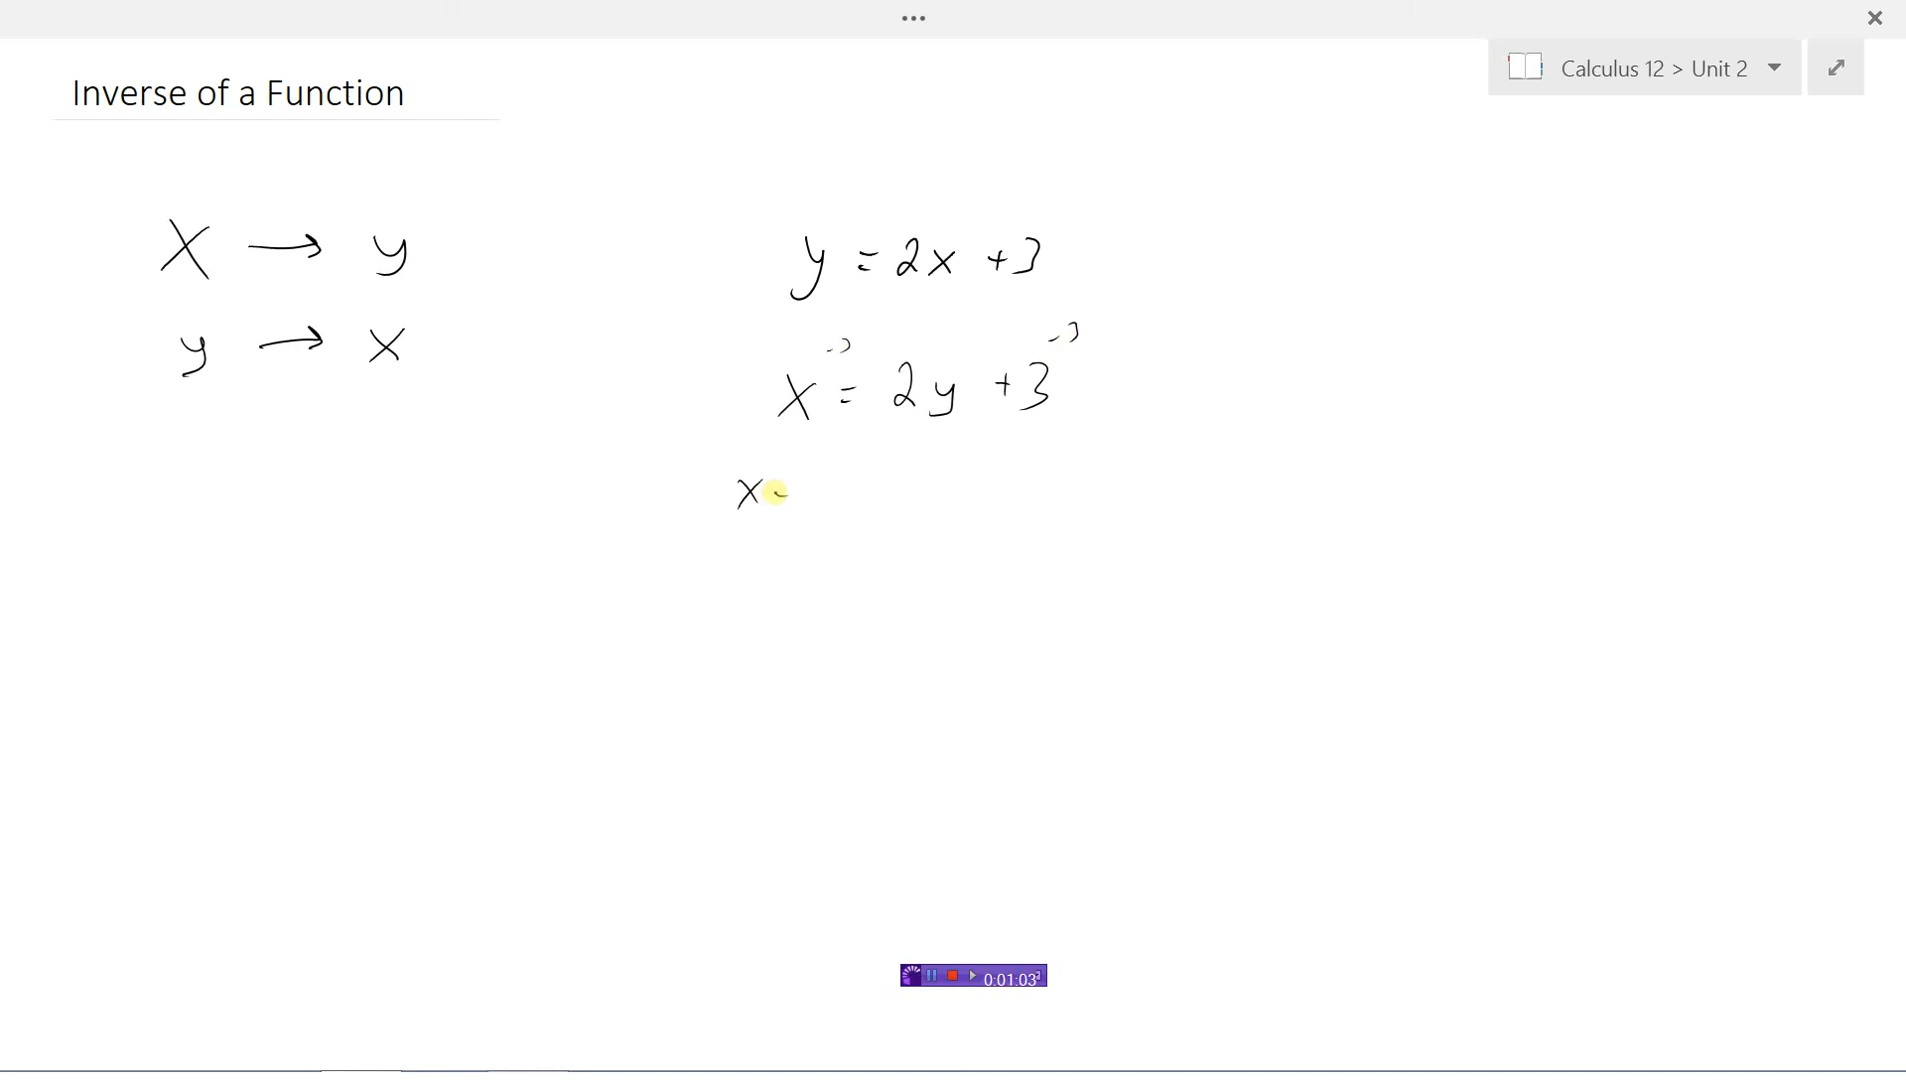 ...
Calculus 12 > Unit 2
Inverse of a Function
X → y
y → x
y = 2x + 3
-3 -3
x = 2y + 3
x -
0:01:03